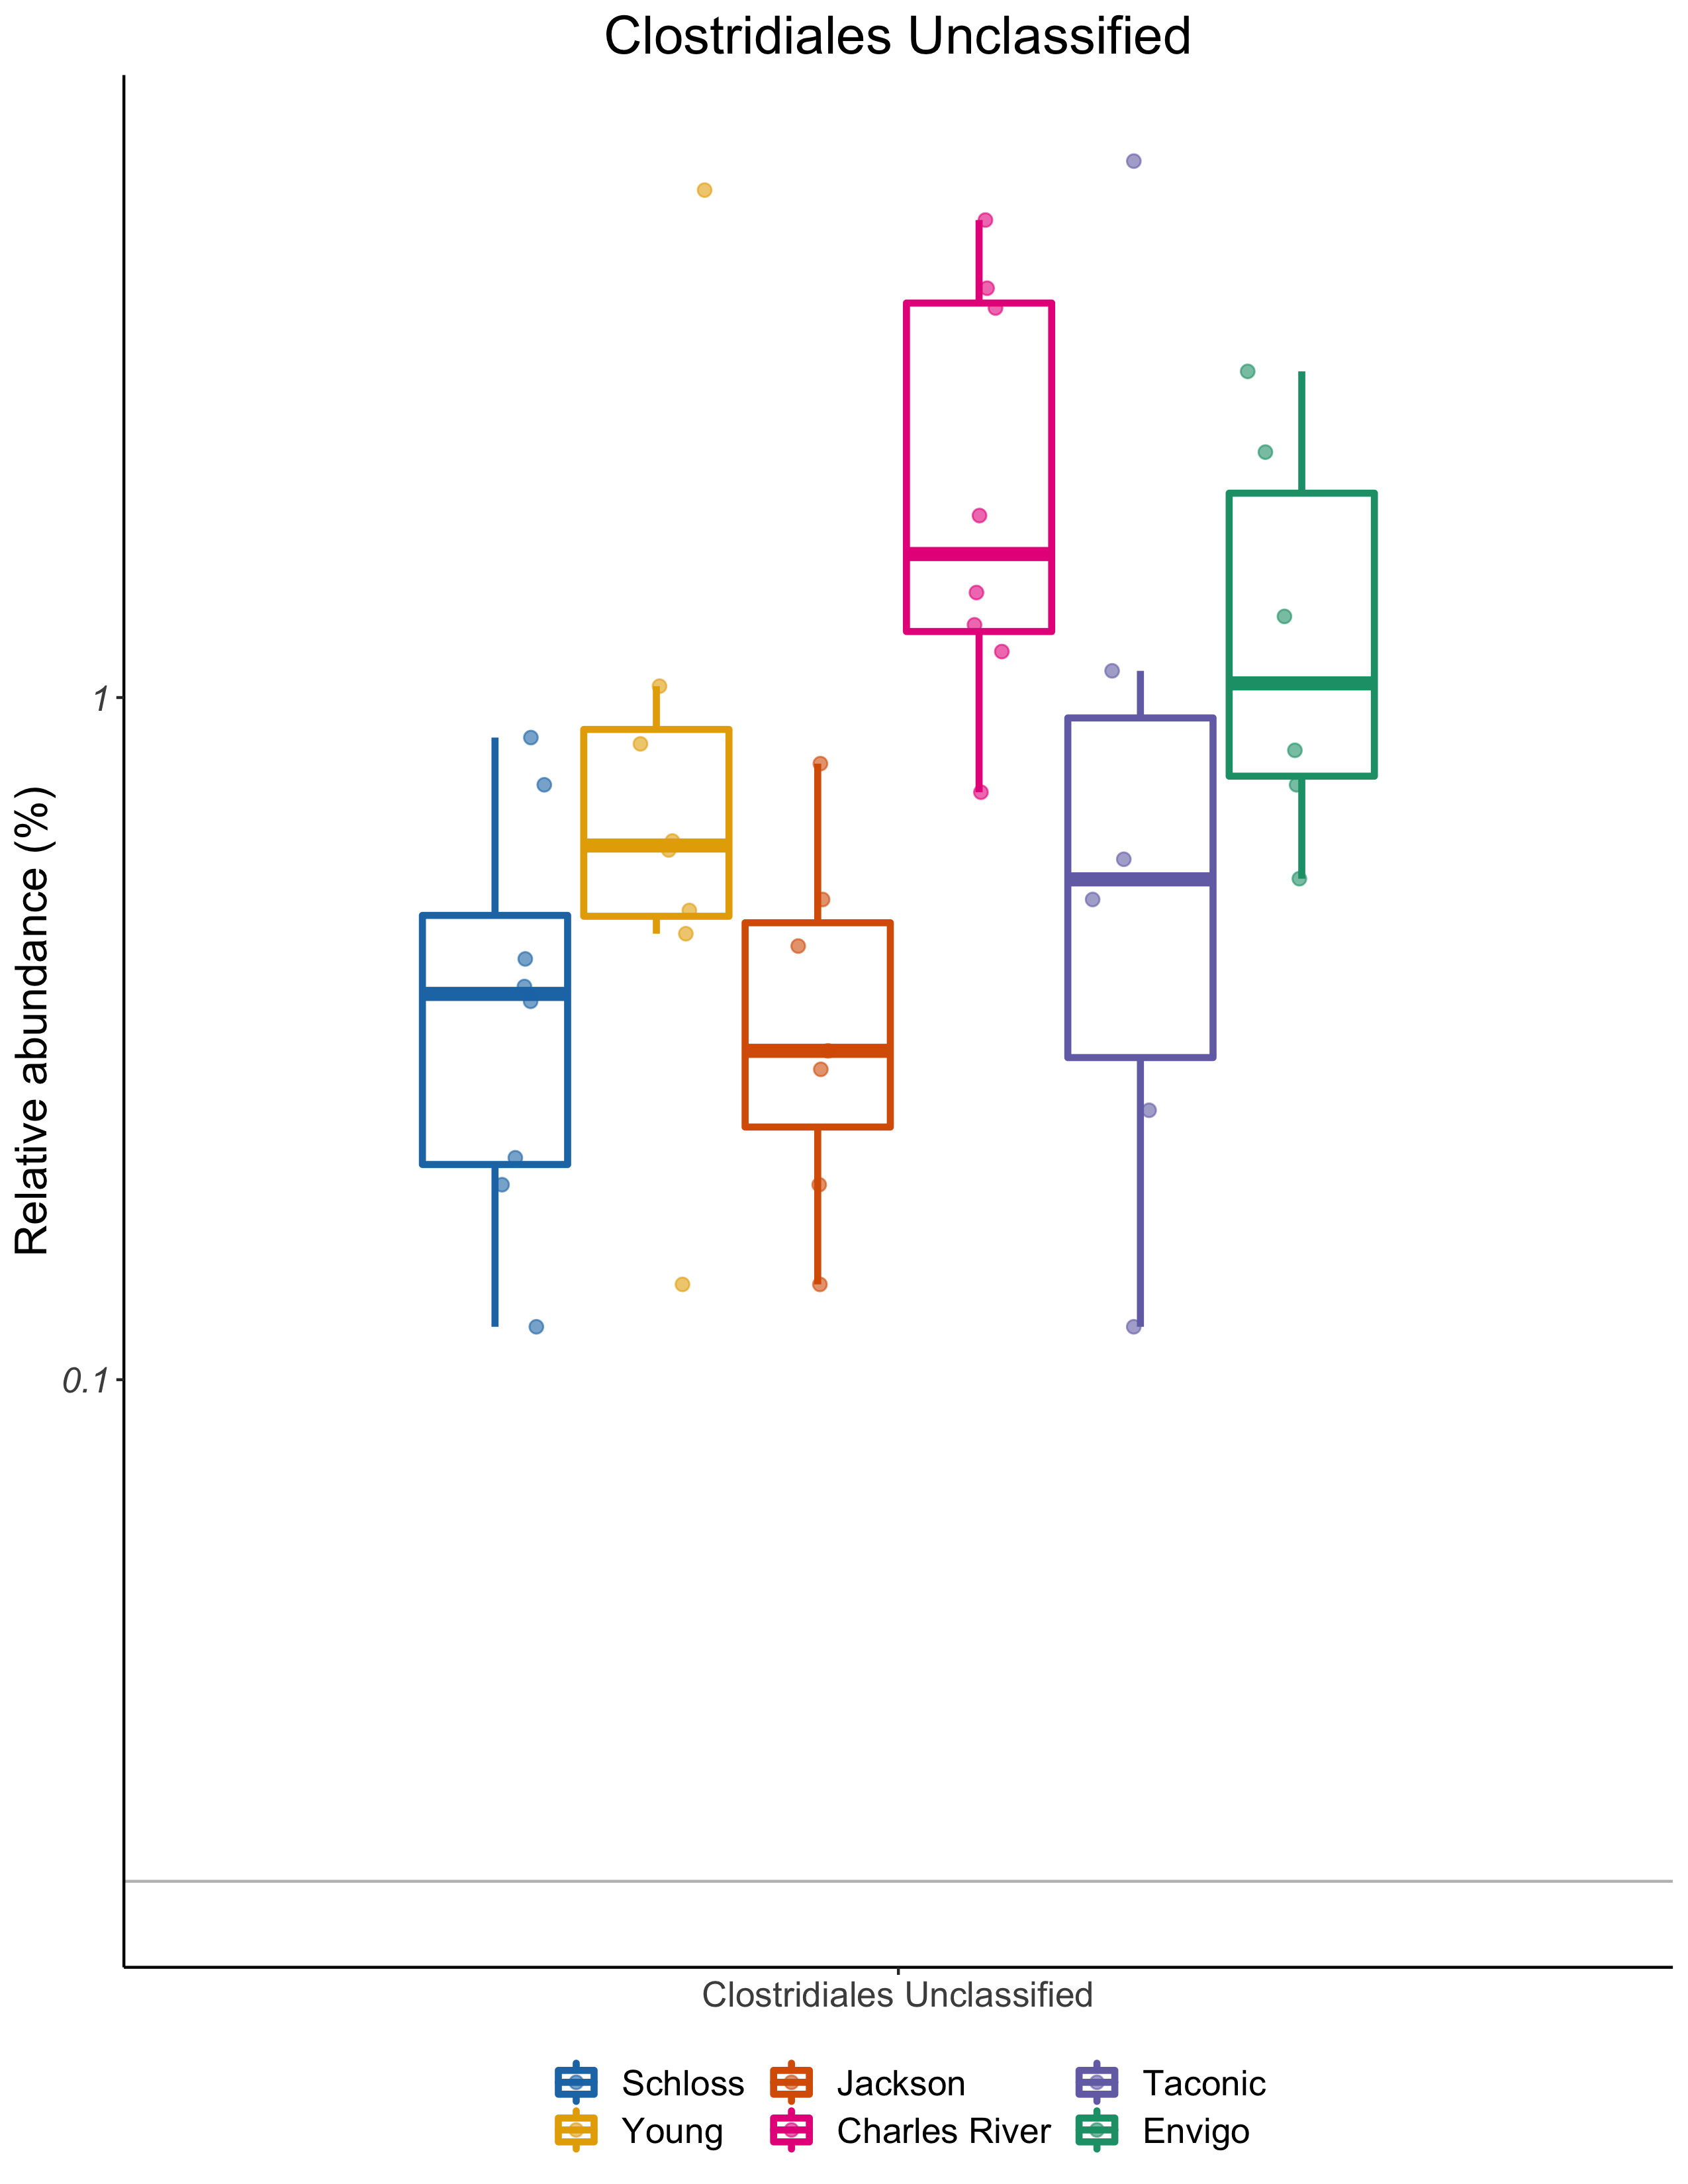 Clostridiales Unclassified
Relative abundance (%)
1
0.1
Clostridiales Unclassified
Schloss
Jackson
Taconic
Young
Charles River
Envigo